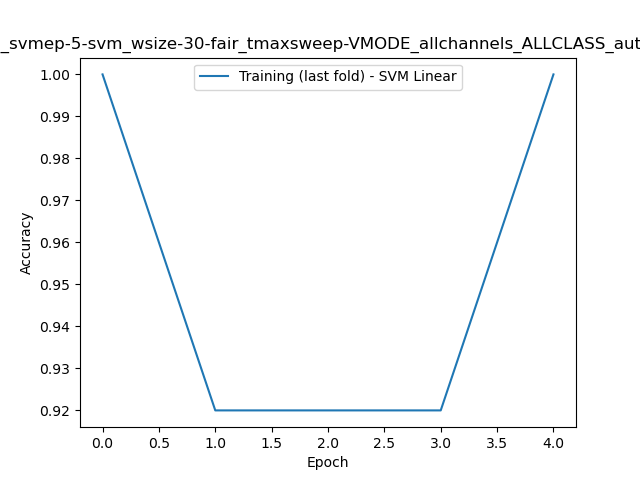 _svmep-5-svm_wsize-30-fair_tmaxsweep-VMODE_allchannels_ALLCLASS_aut
Training (last fold) - SVM Linear
1.00
0.99
0.98
0.97
0.96
0.95
0.94
0.93
0.92
Accuracy
0.0 0.5 1.0 1.5 2.0 2.5 3.0 3.5 4.0
Epoch